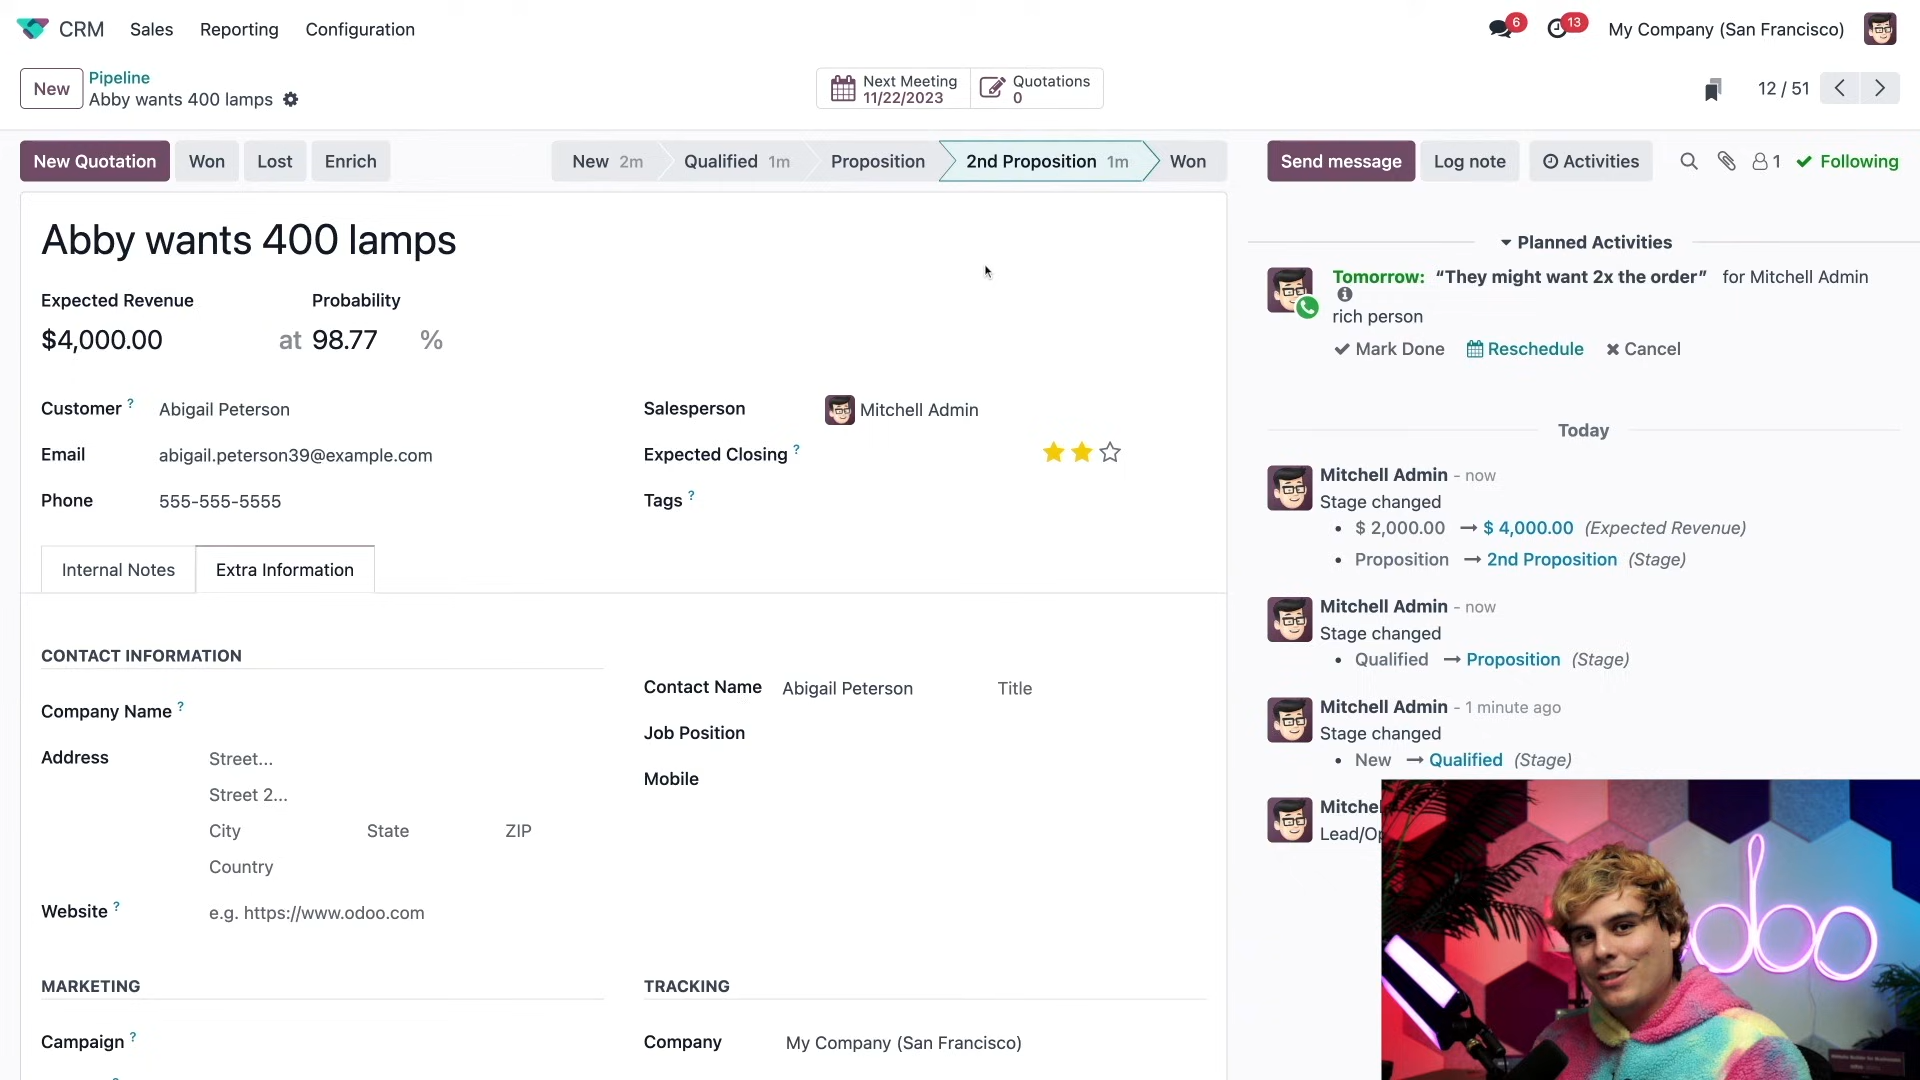 CRM Sales Reporting Configuration 6 13 My Company (San Francisco)
New Pipeline
Abby wants 400 lamps
Next Meeting
11/22/2023
Quotations
0
12 / 51
New Quotation Won Lost Enrich New 2m Qualified 1m Proposition 2nd Proposition 1m Won
Send message Log note Activities 1 Following
Abby wants 400 lamps
Expected Revenue Probability
$4,000.00 at 98.77 %
Customer ? Abigail Peterson
Email abigail.peterson39@example.com
Phone 555-555-5555
Salesperson Mitchell Admin
Expected Closing ?
Tags ?
Internal Notes Extra Information
CONTACT INFORMATION
Company Name ?
Address Street...
Street 2...
City State ZIP
Country
Website ? e.g. https://www.odoo.com
Contact Name Abigail Peterson Title
Job Position
Mobile
MARKETING
Campaign ?
TRACKING
Company My Company (San Francisco)
Planned Activities
Tomorrow: “They might want 2x the order” for Mitchell Admin
rich person
Mark Done Reschedule Cancel
Today
Mitchell Admin - now
Stage changed
• $ 2,000.00 → $ 4,000.00 (Expected Revenue)
• Proposition → 2nd Proposition (Stage)
Mitchell Admin - now
Stage changed
• Qualified → Proposition (Stage)
Mitchell Admin - 1 minute ago
Stage changed
• New → Qualified (Stage)
Mitchel
Lead/Op
odoo